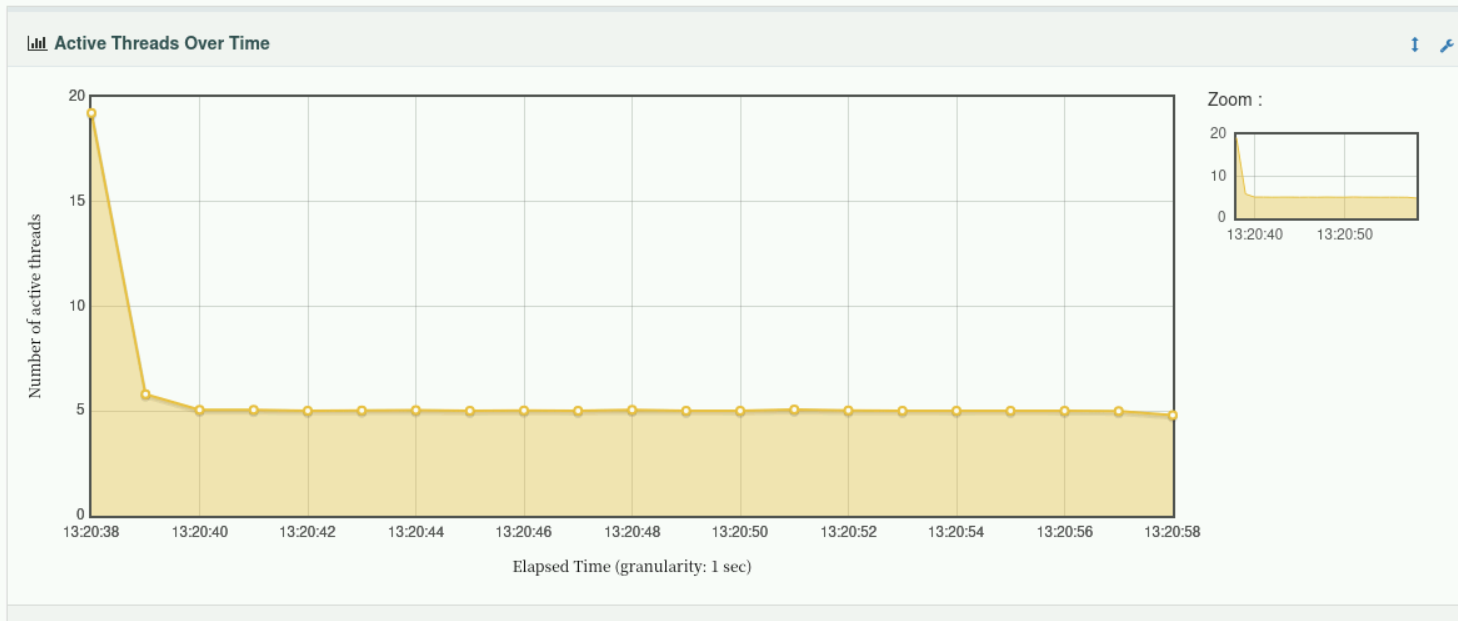 Active Threads Over Time
Zoom :
20
15
10
5
0
Number of active threads
13:20:38 13:20:40 13:20:42 13:20:44 13:20:46 13:20:48 13:20:50 13:20:52 13:20:54 13:20:56 13:20:58
Elapsed Time (granularity: 1 sec)
20
10
0
13:20:40 13:20:50